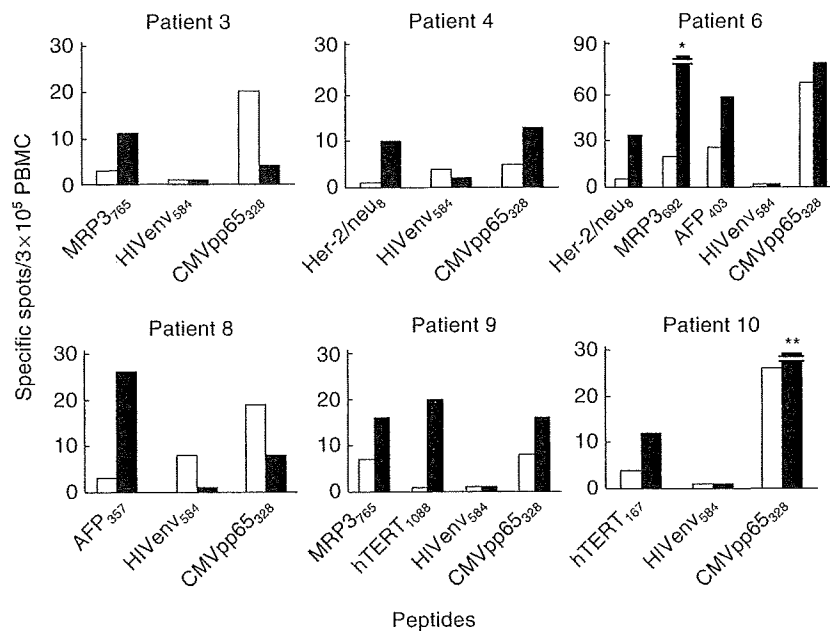 Patient 3
Patient 4
Patient 6
Specific spots/3×10⁵ PBMC
30
20
10
0
MRP3₇₆₅
HIVenv₅₈₄
CMVpp65₃₂₈
30
20
10
0
Her-2/neu₈
HIVenv₅₈₄
CMVpp65₃₂₈
*
90
60
30
0
Her-2/neu₈
MRP3₆₉₂
AFP₄₀₃
HIVenv₅₈₄
CMVpp65₃₂₈
Patient 8
Patient 9
Patient 10
30
20
10
0
AFP₃₅₇
HIVenv₅₈₄
CMVpp65₃₂₈
30
20
10
0
MRP3₇₆₅
hTERT₁₀₈₈
HIVenv₅₈₄
CMVpp65₃₂₈
**
30
20
10
0
hTERT₁₆₇
HIVenv₅₈₄
CMVpp65₃₂₈
Peptides